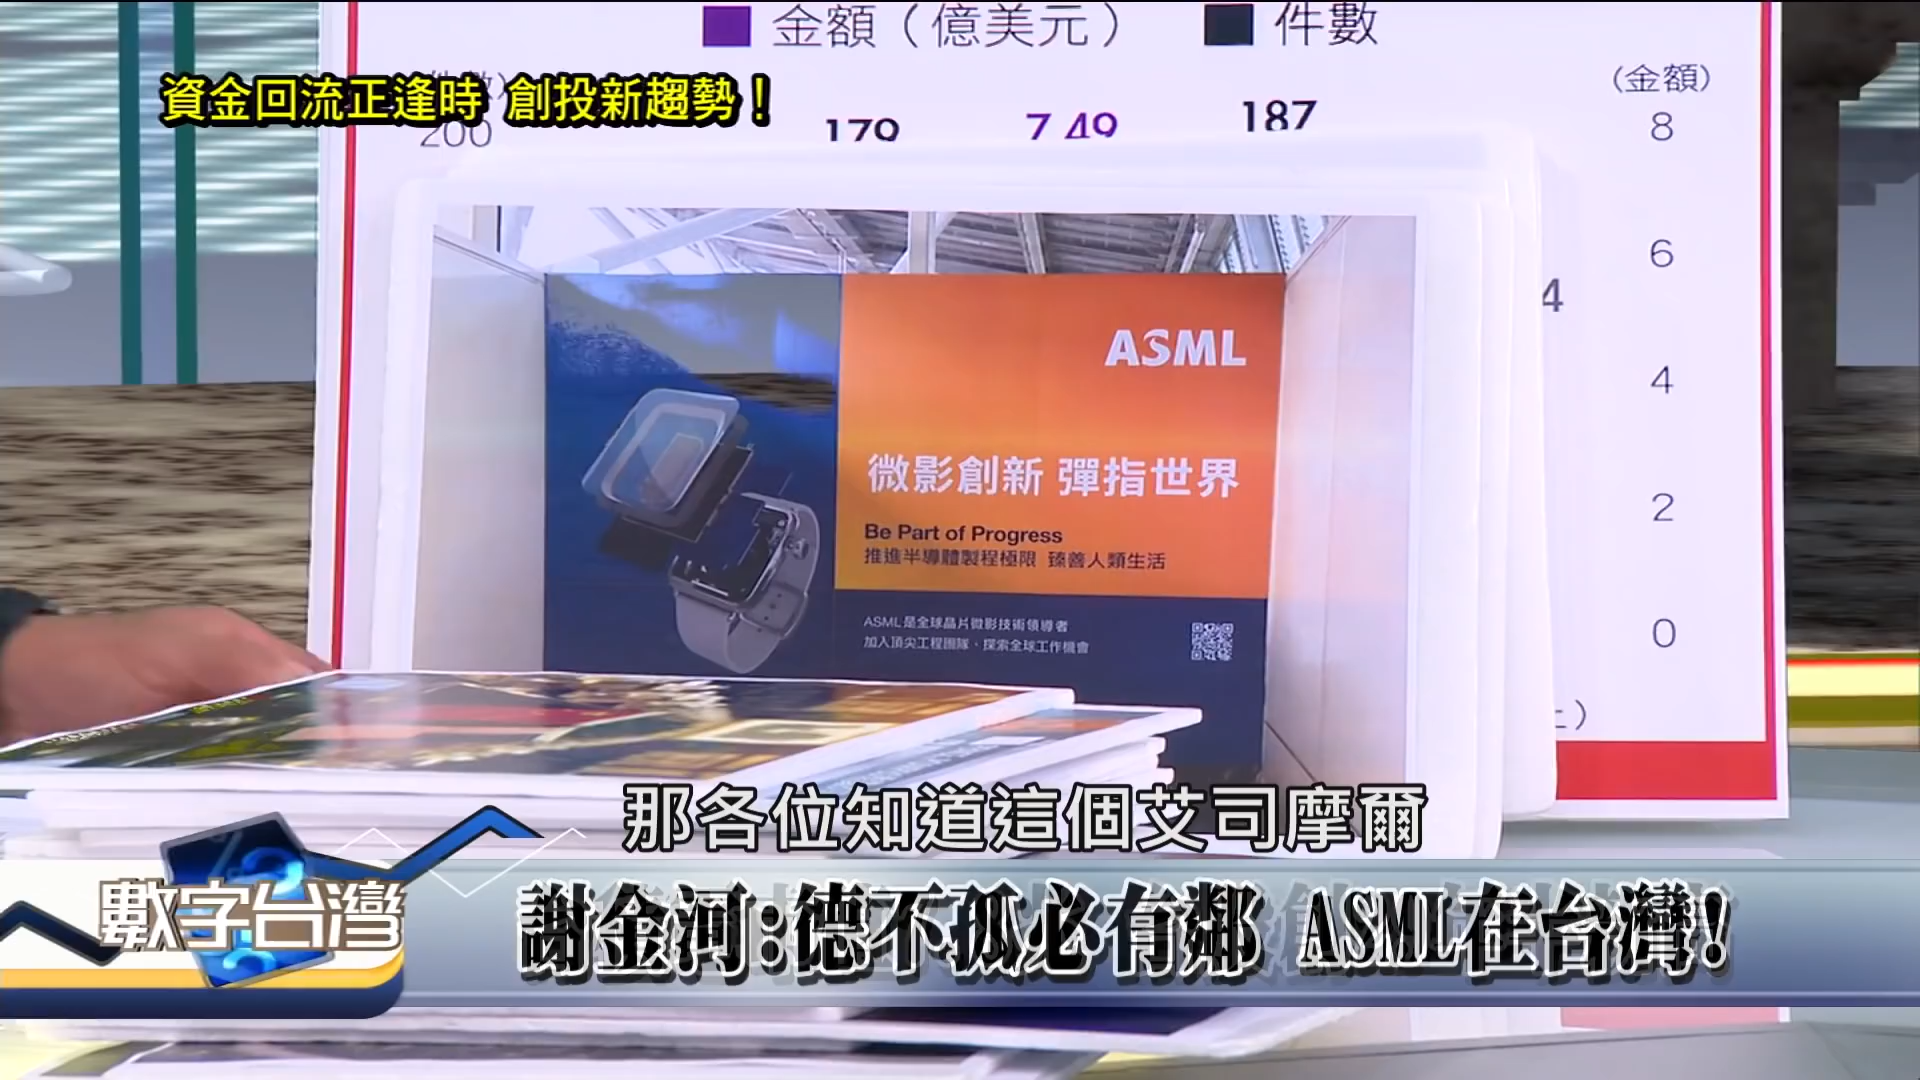 金額（億美元） 件數
資金回流正逢時 創投新趨勢！
(金額)
200
179
7.49
187
8
6
4
4
2
0
ASML
微影創新 彈指世界
Be Part of Progress
推進半導體製程極限 臻善人類生活
ASML是全球晶片微影技術領導者
加入頂尖工程團隊，探索全球工作機會
那各位知道這個艾司摩爾
數字台灣
謝金河:德不孤必有鄰 ASML在台灣!